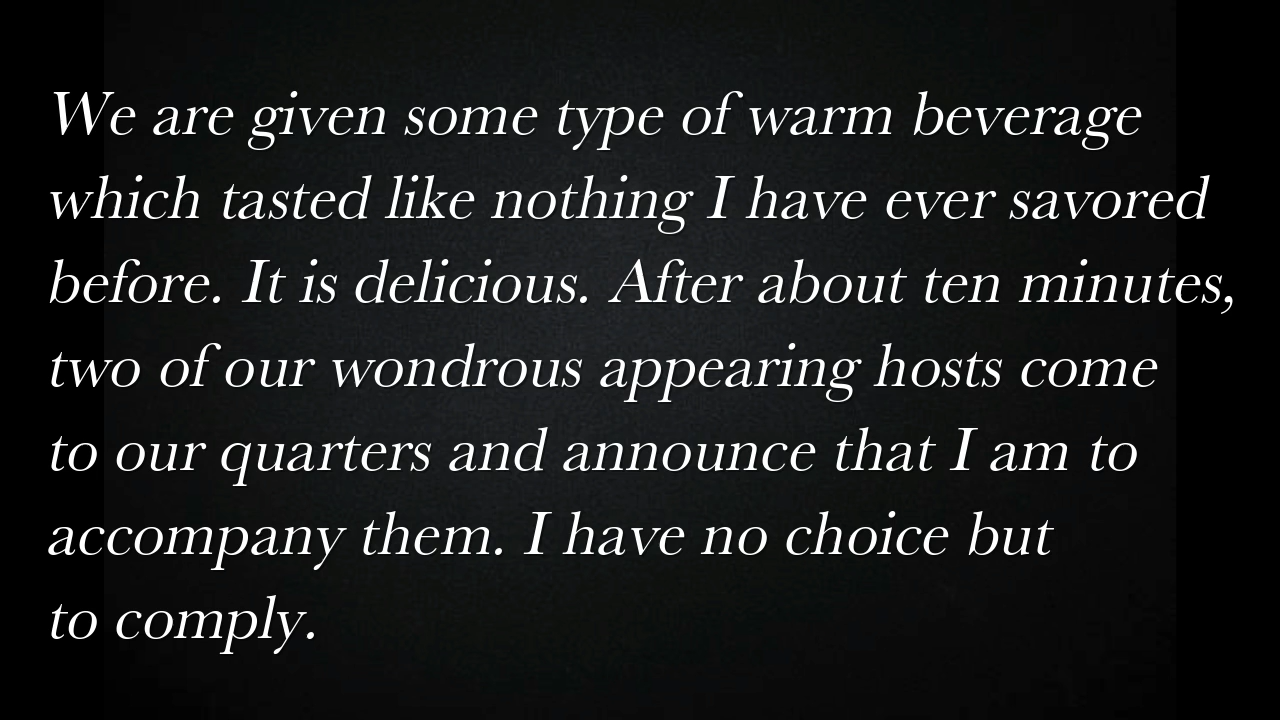 We are given some type of warm beverage
which tasted like nothing I have ever savored
before. It is delicious. After about ten minutes,
two of our wondrous appearing hosts come
to our quarters and announce that I am to
accompany them. I have no choice but
to comply.